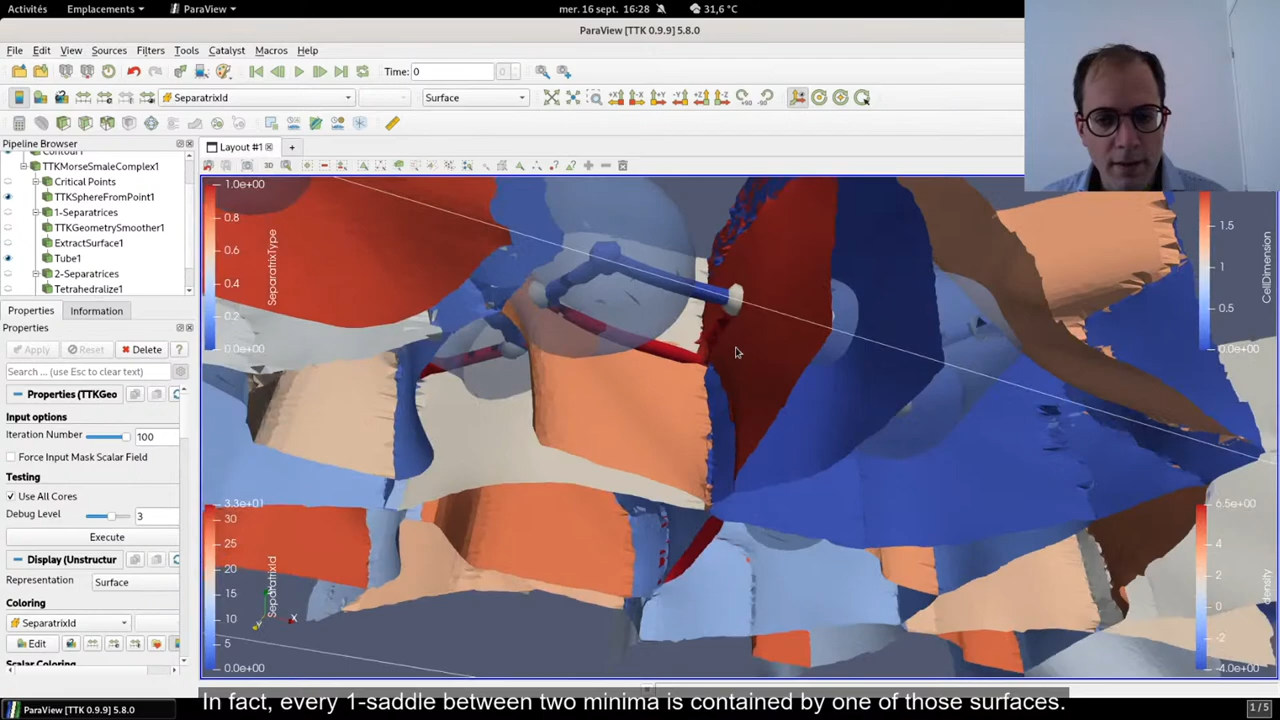 Activités Emplacements ParaView mer. 16 sept. 16:28 31,6 °C
ParaView [TTK 0.9.9] 5.8.0
File Edit View Sources Filters Tools Catalyst Macros Help
Time: 0
SeparatrixId Surface
Pipeline Browser
Layout #1
TTKMorseSmaleComplex1
Critical Points
TTKSphereFromPoint1
1-Separatrices
TTKGeometrySmoother1
ExtractSurface1
Tube1
2-Separatrices
Tetrahedralize1
Properties Information
Properties
Apply Reset Delete ?
Search ... (use Esc to clear text)
Properties (TTKGeo
Input options
Iteration Number 100
Force Input Mask Scalar Field
Testing
Use All Cores
Debug Level 3
Execute
Display (Unstructur
Representation Surface
Coloring
SeparatrixId
Edit
Scalar Coloring
1.0e+00
0.8
0.6
0.4
0.2
0.0e+00
SeparatrixType
1.5
1
0.5
0.0e+00
CellDimension
3.3e+01
30
25
20
15
10
5
0.0e+00
SeparatrixId
6.5e+00
4
2
0
-2
-4.0e+00
density
X
In fact, every 1-saddle between two minima is contained by one of those surfaces.
ParaView [TTK 0.9.9] 5.8.0
1 / 5